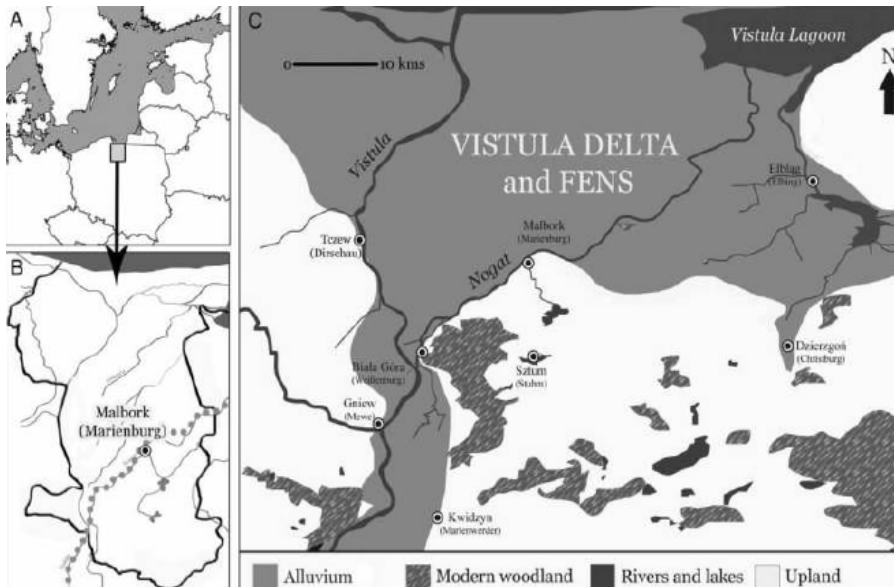 A
B
Malbork
(Marienburg)
C
0 10 kms
Vistula Lagoon
N
Vistula
VISTULA DELTA
and FENS
Elbląg
(Elbing)
Tczew
(Dirschau)
Malbork
(Marienburg)
Nogat
Biała Góra
(Weißenburg)
Sztum
(Stuhm)
Dzierzgoń
(Christburg)
Gniew
(Mewe)
Kwidzyn
(Marienwerder)
Alluvium
Modern woodland
Rivers and lakes
Upland